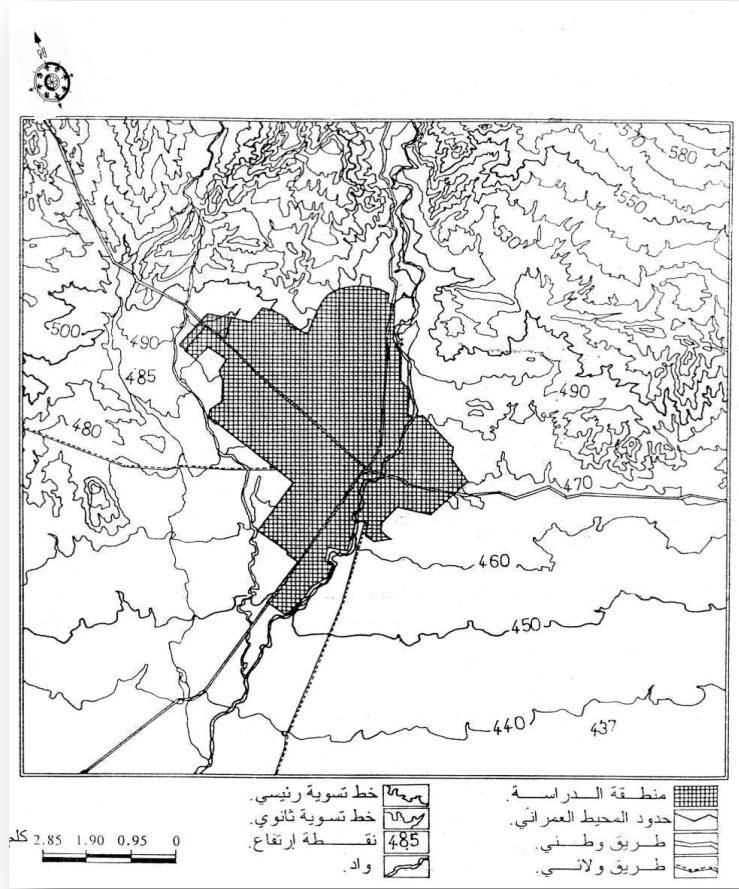 N
570
580
550
530
500
490
485
490
480
470
460
450
440
437
منطقة الدراسة.
حدود المحيط العمراني.
طريق وطني.
طريق ولائي.
خط تسوية رئيسي.
خط تسوية ثانوي.
485 نقطة إرتفاع.
واد.
2.85 1.90 0.95 0 كلم